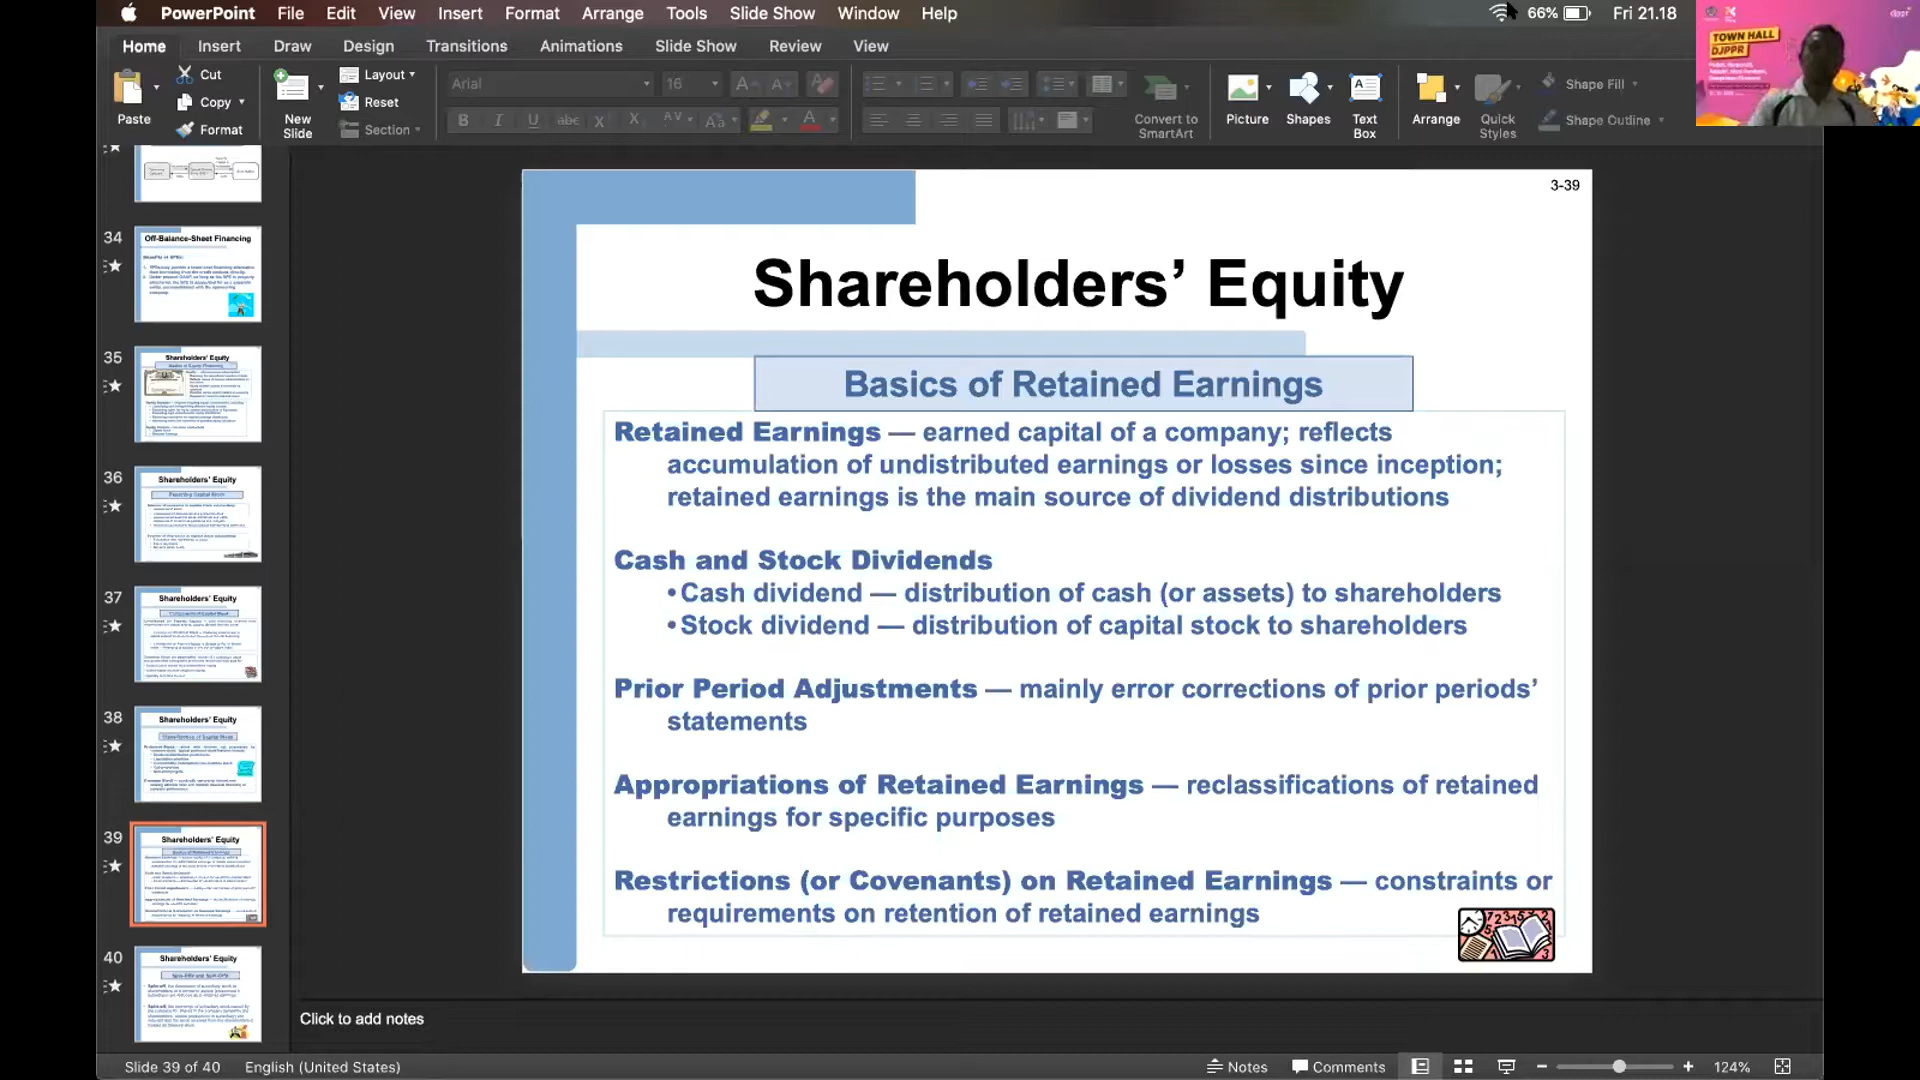 PowerPoint File Edit View Insert Format Arrange Tools Slide Show Window Help 66% Fri 21.18
Home Insert Draw Design Transitions Animations Slide Show Review View
TOWN HALL
DJPPR
Paste
Cut
Copy
Format
New
Slide
Layout
Reset
Section
Arial 16
B I U abc X X AV Aa A
Convert to
SmartArt
Picture
Shapes
Text
Box
Arrange
Quick
Styles
Shape Fill
Shape Outline
34
Off-Balance-Sheet Financing
35
Shareholders' Equity
36
Shareholders' Equity
37
Shareholders' Equity
38
Shareholders' Equity
39
Shareholders' Equity
40
Shareholders' Equity
3-39
Shareholders’ Equity
Basics of Retained Earnings
Retained Earnings — earned capital of a company; reflects
accumulation of undistributed earnings or losses since inception;
retained earnings is the main source of dividend distributions
Cash and Stock Dividends
•Cash dividend — distribution of cash (or assets) to shareholders
•Stock dividend — distribution of capital stock to shareholders
Prior Period Adjustments — mainly error corrections of prior periods’
statements
Appropriations of Retained Earnings — reclassifications of retained
earnings for specific purposes
Restrictions (or Covenants) on Retained Earnings — constraints or
requirements on retention of retained earnings
Click to add notes
Slide 39 of 40 English (United States) Notes Comments 124%